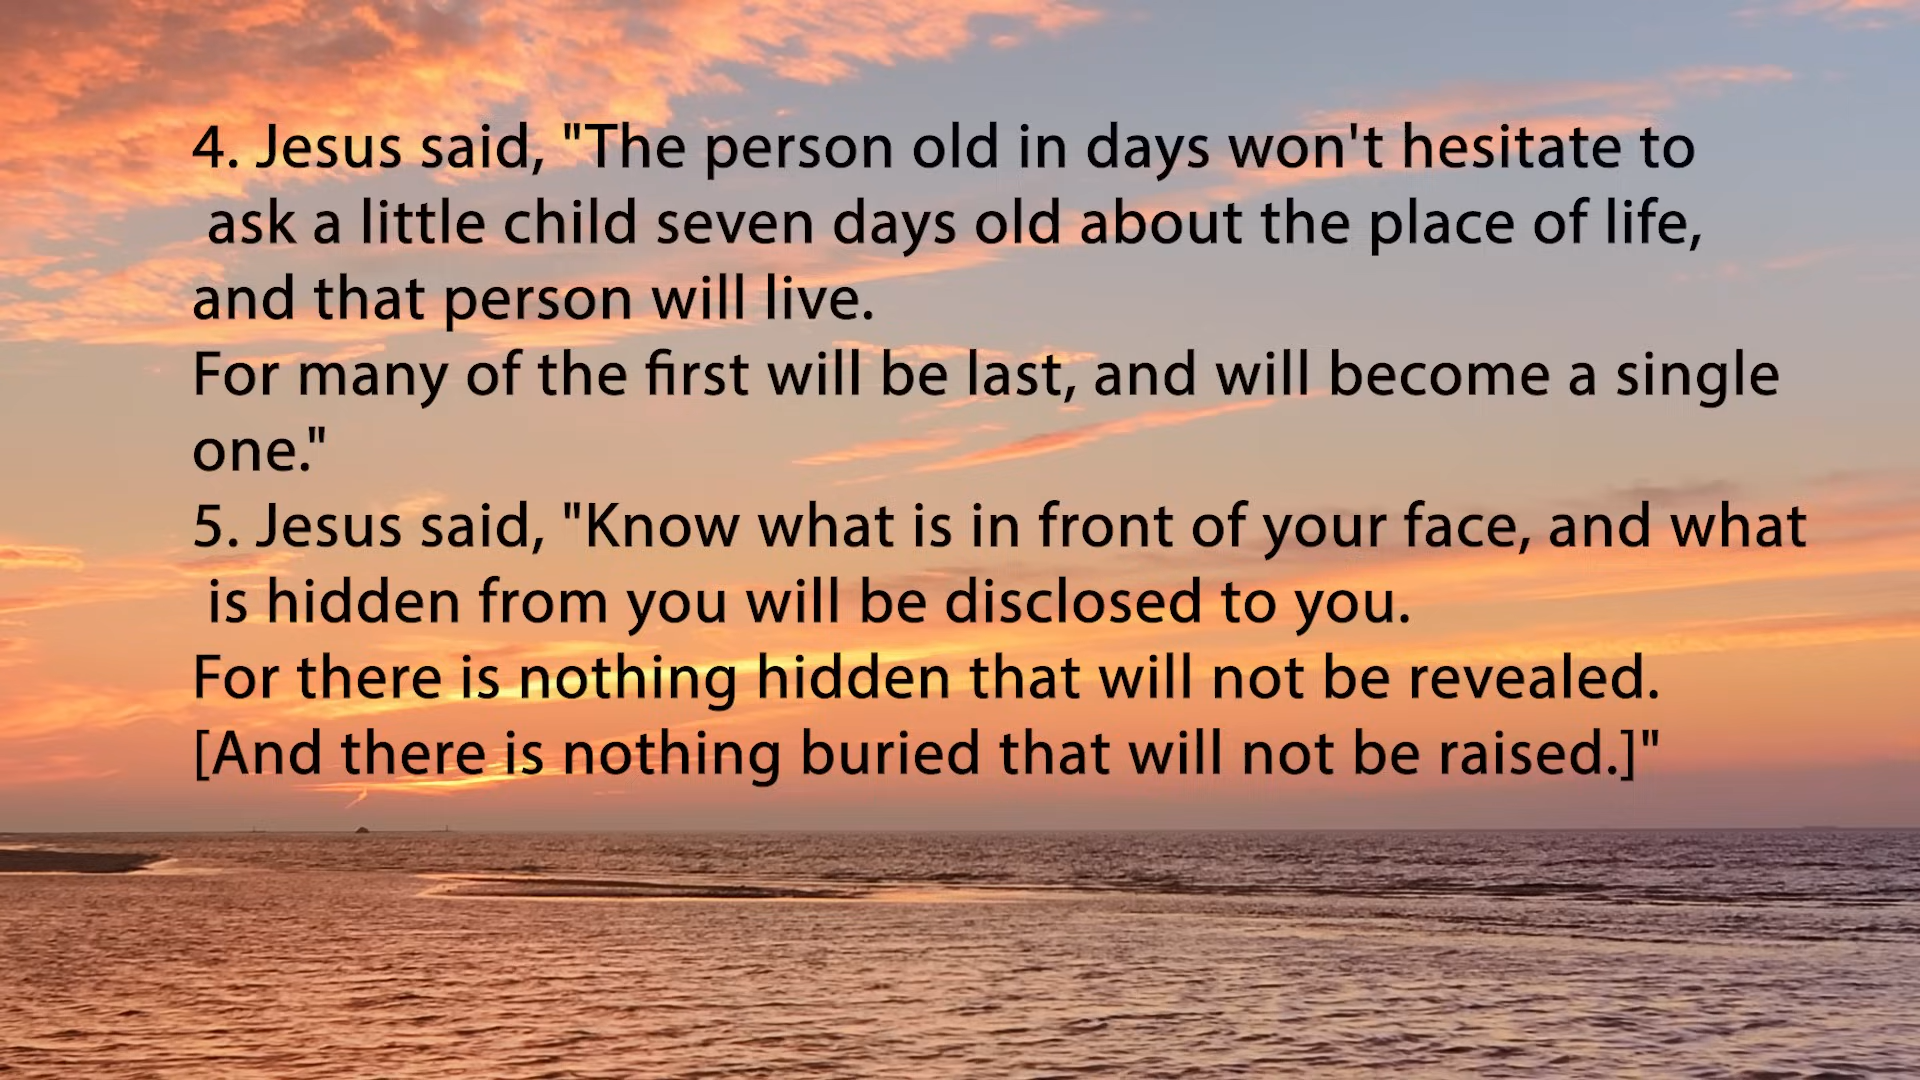 4. Jesus said, "The person old in days won't hesitate to
ask a little child seven days old about the place of life,
and that person will live.
For many of the first will be last, and will become a single
one."
5. Jesus said, "Know what is in front of your face, and what
is hidden from you will be disclosed to you.
For there is nothing hidden that will not be revealed.
[And there is nothing buried that will not be raised.]"